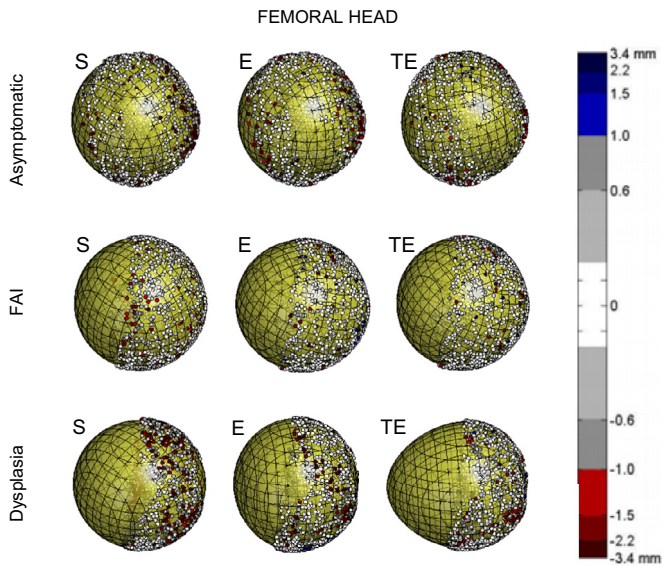 FEMORAL HEAD
S E TE
Asymptomatic
S E TE
FAI
S E TE
Dysplasia
3.4 mm
2.2
1.5
1.0
0.6
0
-0.6
-1.0
-1.5
-2.2
-3.4 mm